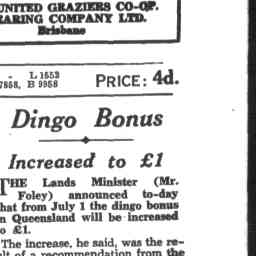 UNITED GRAZIERS CO-OP.
EARING COMPANY LTD.
Brisbane
- L 1552
7858, B 9958
PRICE: 4d.
Dingo Bonus
Increased to £1
THE Lands Minister (Mr.
Foley) announced to-day
hat from July 1 the dingo bonus
n Queensland will be increased
o £1.
The increase, he said, was the re-
ult of a recommendation from the